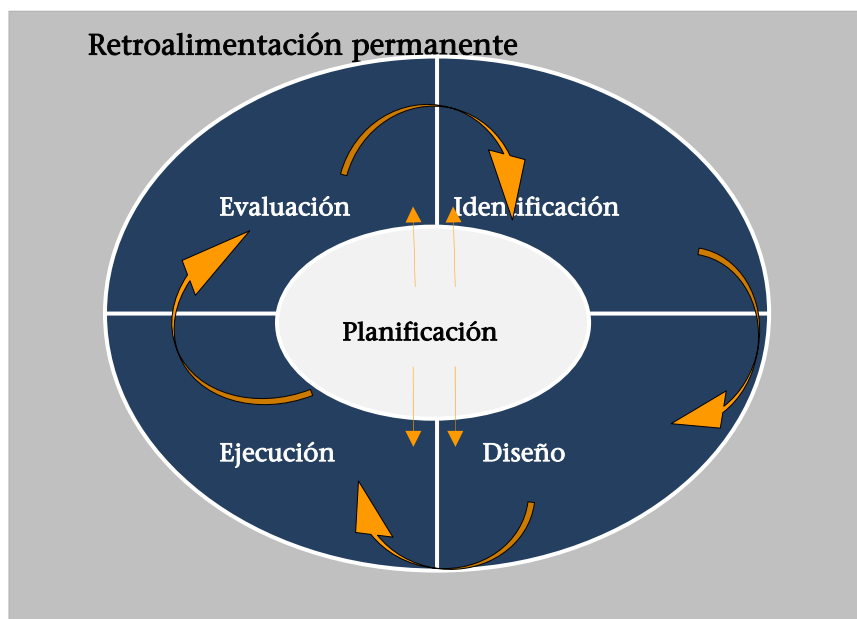 Retroalimentación permanente
Evaluación
Identificación
Planificación
Ejecución
Diseño